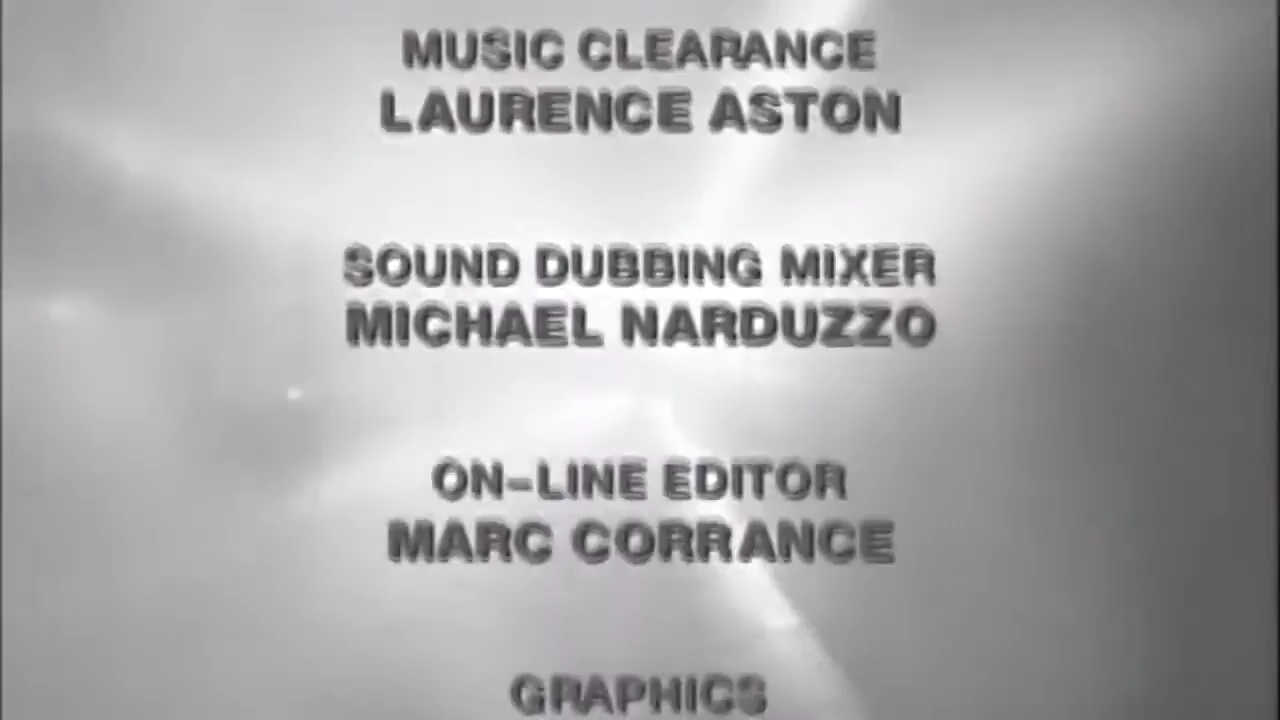 MUSIC CLEARANCE
LAURENCE ASTON
SOUND DUBBING MIXER
MICHAEL NARDUZZO
ON-LINE EDITOR
MARC CORRANCE
GRAPHICS